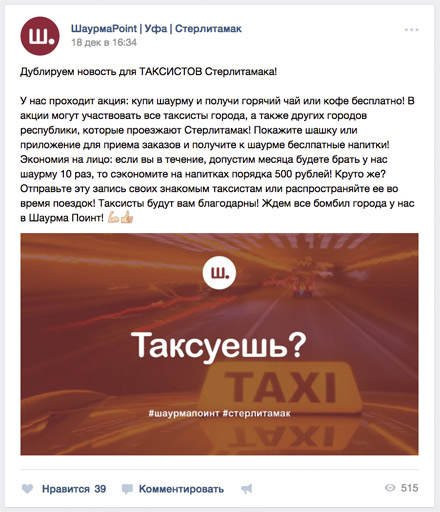 ш.
ШаурмаPoint | Уфа | Стерлитамак
18 дек в 16:34
Дублируем новость для ТАКСИСТОВ Стерлитамака!
У нас проходит акция: купи шаурму и получи горячий чай или кофе бесплатно! В
акции могут участвовать все таксисты города, а также других городов
республики, которые проезжают Стерлитамак! Покажите шашку или
приложение для приема заказов и получите к шаурме беслпатные напитки!
Экономия на лицо: если вы в течение, допустим месяца будете брать у нас
шаурму 10 раз, то сэкономите на напитках порядка 500 рублей! Круто же?
Отправьте эту запись своих знакомым таксистам или распространяйте ее во
время поездок! Таксисты будут вам благодарны! Ждем все бомбил города у нас
в Шаурма Поинт! 💪🏼👍🏼
ш.
Таксуешь?
TAXI
#шаурмапоинт #стерлитамак
Нравится 39 Комментировать 515